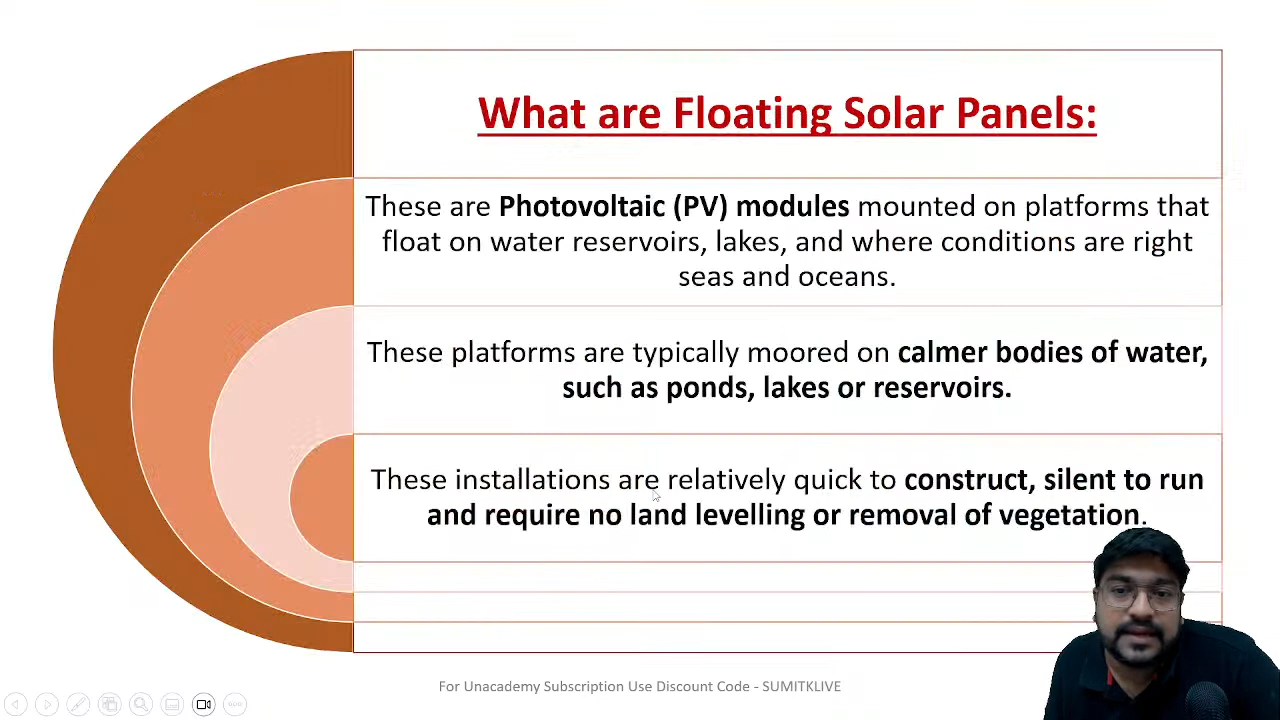 What are Floating Solar Panels:
These are Photovoltaic (PV) modules mounted on platforms that
float on water reservoirs, lakes, and where conditions are right
seas and oceans.
These platforms are typically moored on calmer bodies of water,
such as ponds, lakes or reservoirs.
These installations are relatively quick to construct, silent to run
and require no land levelling or removal of vegetation.
For Unacademy Subscription Use Discount Code - SUMITKLIVE